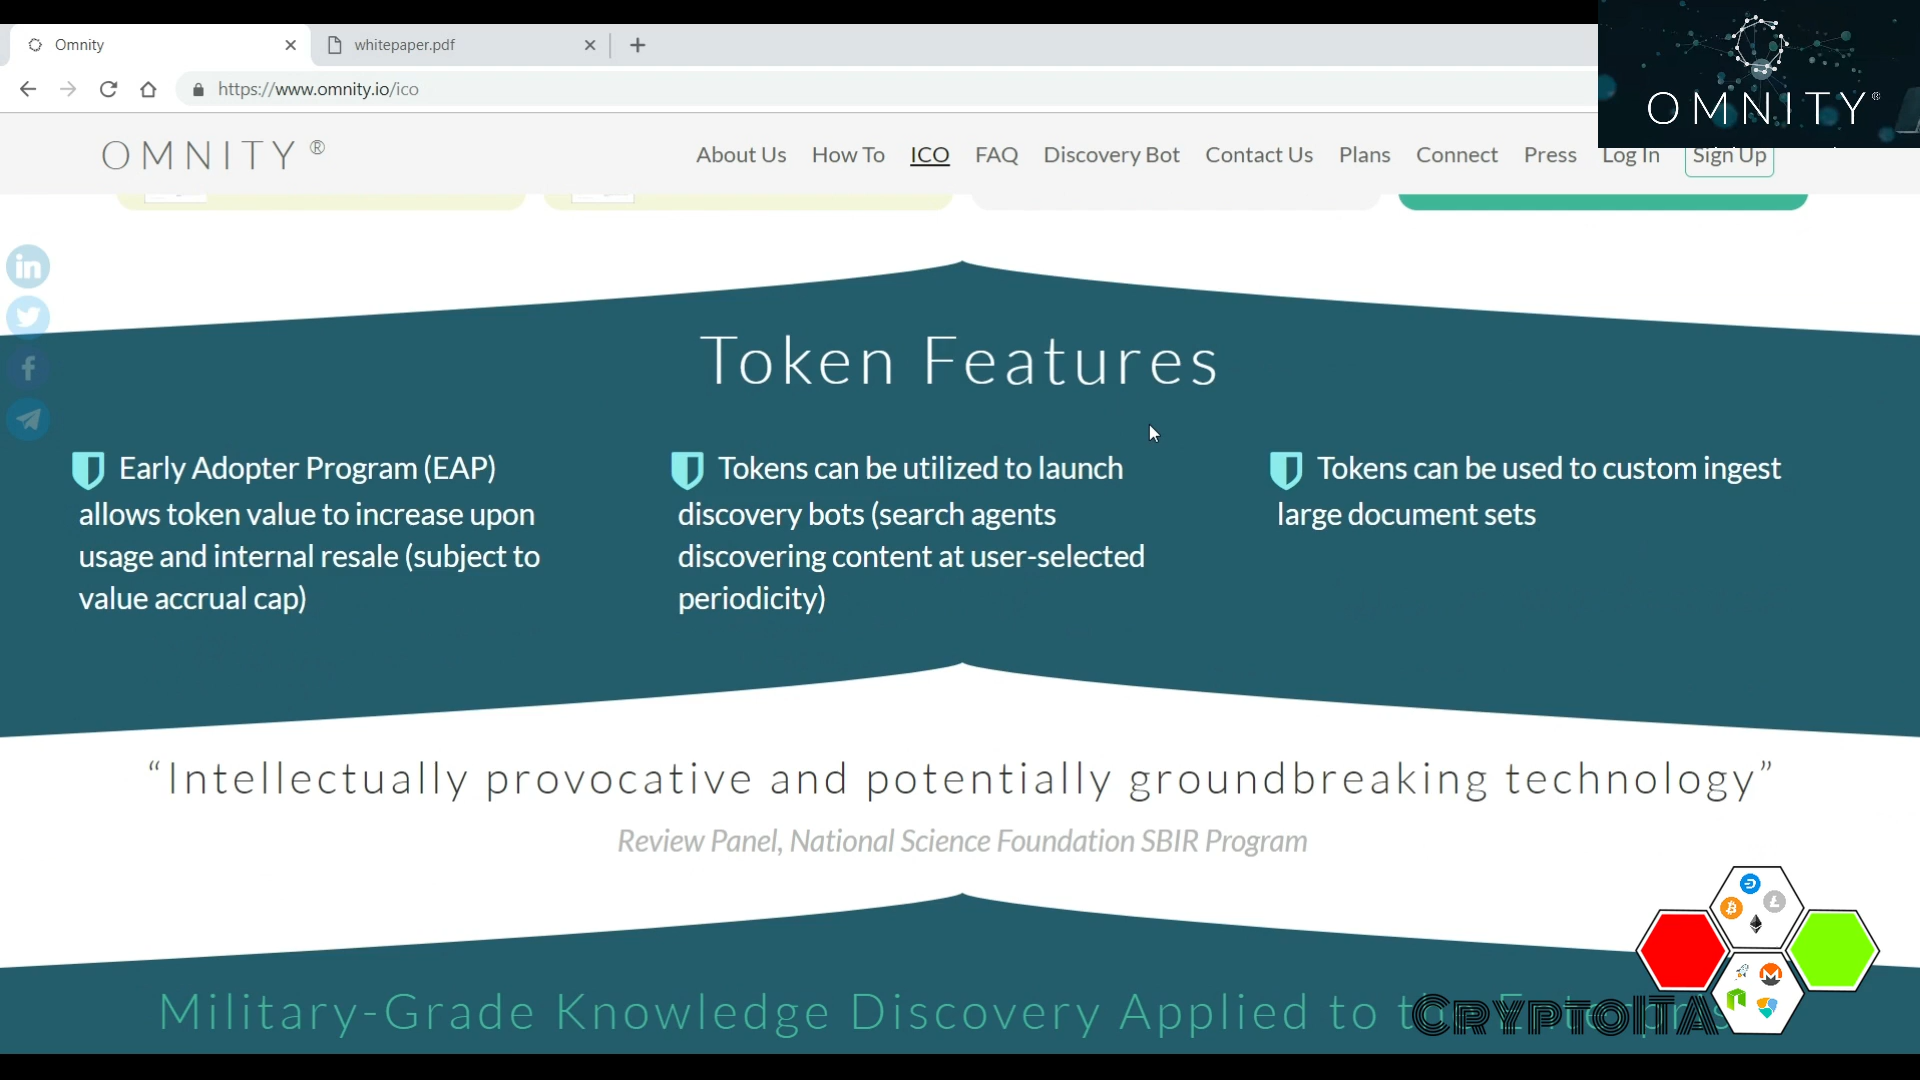 Omnity
whitepaper.pdf
https://www.omnity.io/ico
OMNITY®
OMNITY®
About Us How To ICO FAQ Discovery Bot Contact Us Plans Connect Press Log In Sign Up
Token Features
Early Adopter Program (EAP)
allows token value to increase upon
usage and internal resale (subject to
value accrual cap)
Tokens can be utilized to launch
discovery bots (search agents
discovering content at user-selected
periodicity)
Tokens can be used to custom ingest
large document sets
“Intellectually provocative and potentially groundbreaking technology”
Review Panel, National Science Foundation SBIR Program
Military-Grade Knowledge Discovery Applied to
CRYPTOITA